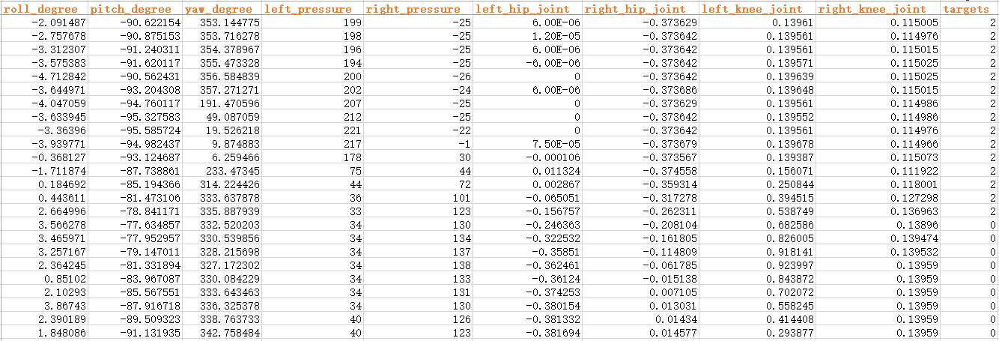 roll_degree pitch_degree yaw_degree left_pressure right_pressure left_hip_joint right_hip_joint left_knee_joint right_knee_joint targets
-2.091487 -90.622154 353.144775 199 -25 6.00E-06 -0.373629 0.13961 0.115005 2
-2.757678 -90.875153 353.716278 198 -25 1.20E-05 -0.373642 0.139561 0.114976 2
-3.312307 -91.240311 354.378967 196 -25 6.00E-06 -0.373642 0.139561 0.115015 2
-3.575383 -91.620117 355.473328 194 -25 -6.00E-06 -0.373642 0.139571 0.115025 2
-4.712842 -90.562431 356.584839 200 -26 0 -0.373642 0.139639 0.115025 2
-3.644971 -93.204308 357.271271 202 -24 6.00E-06 -0.373686 0.139648 0.115015 2
-4.047059 -94.760117 191.470596 207 -25 0 -0.373629 0.139561 0.114986 2
-3.633945 -95.327583 49.087059 212 -25 0 -0.373642 0.139552 0.114986 2
-3.36396 -95.585724 19.526218 221 -22 0 -0.373642 0.139561 0.114976 2
-3.939771 -94.982437 9.874883 217 -1 7.50E-05 -0.373679 0.139678 0.114966 2
-0.368127 -93.124687 6.259466 178 30 -0.000106 -0.373567 0.139387 0.115073 2
-1.711874 -87.738861 233.47345 75 44 0.011324 -0.374558 0.156071 0.111922 2
0.184692 -85.194366 314.224426 44 72 0.002867 -0.359314 0.250844 0.118001 2
0.443611 -81.473106 333.637878 36 101 -0.065051 -0.317278 0.394515 0.127298 2
2.664996 -78.841171 335.887939 33 123 -0.156757 -0.262311 0.538749 0.136963 2
3.566278 -77.634857 332.520203 34 130 -0.246363 -0.208104 0.682586 0.13896 0
3.465971 -77.952957 330.539856 34 134 -0.322532 -0.161805 0.826005 0.139474 0
3.257167 -79.147011 328.215698 34 137 -0.35851 -0.114809 0.918141 0.139532 0
2.364245 -81.331894 327.172302 34 138 -0.362461 -0.061785 0.923997 0.13959 0
0.85102 -83.967087 330.084229 34 133 -0.36124 -0.015138 0.843872 0.13959 0
2.10293 -85.567551 333.643463 34 131 -0.374253 0.007105 0.702072 0.13959 0
3.86743 -87.916718 336.325378 34 130 -0.380154 0.013031 0.558245 0.13959 0
2.390189 -89.509323 338.763733 40 126 -0.381332 0.01434 0.414408 0.13959 0
1.848086 -91.131935 342.758484 40 123 -0.381694 0.014577 0.293877 0.13959 0